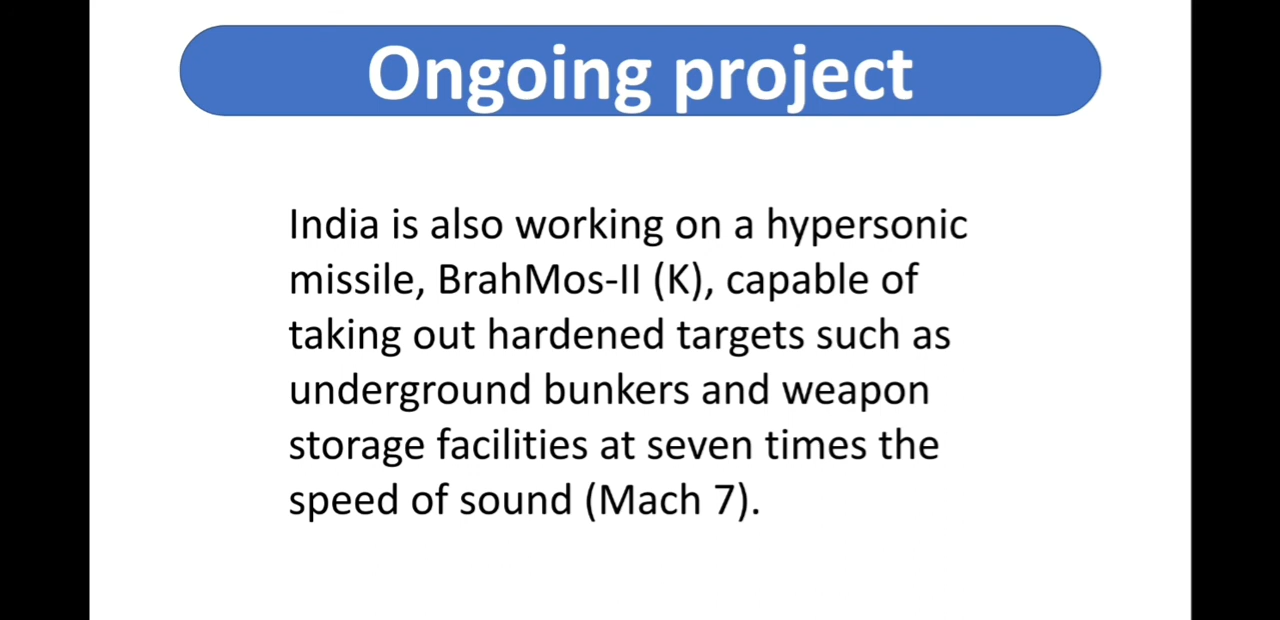 Ongoing project
India is also working on a hypersonic
missile, BrahMos-II (K), capable of
taking out hardened targets such as
underground bunkers and weapon
storage facilities at seven times the
speed of sound (Mach 7).